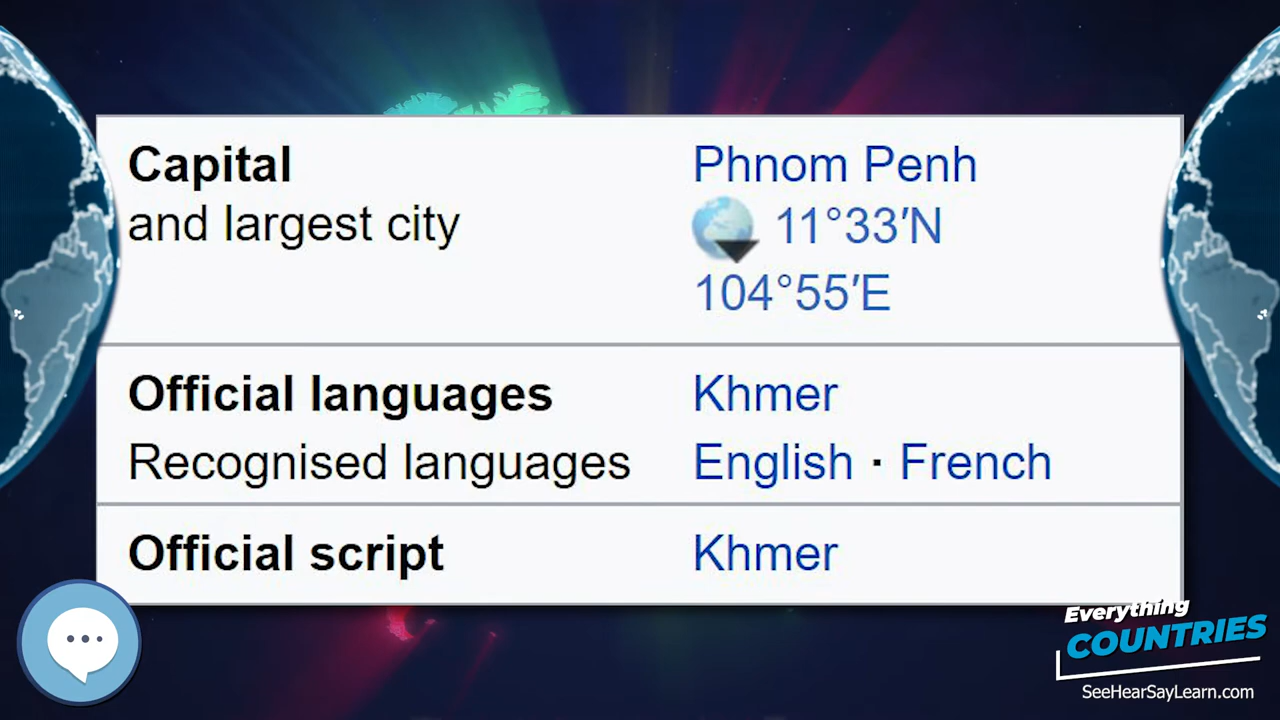 Capital Phnom Penh
and largest city 11°33′N
104°55′E
Official languages Khmer
Recognised languages English · French
Official script Khmer
Everything
COUNTRIES
SeeHearSayLearn.com